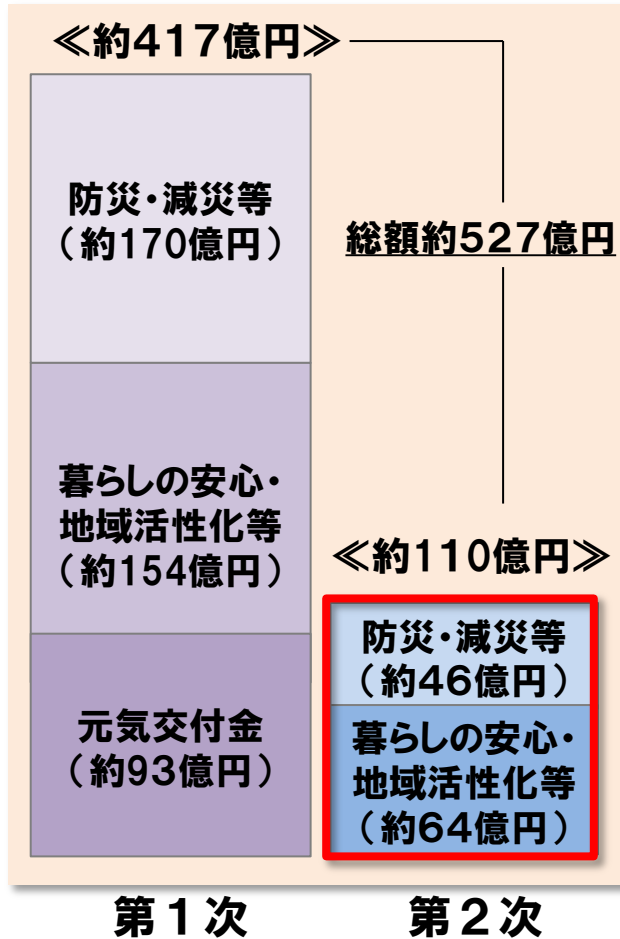 ≪約417億円≫
防災・減災等
（約170億円）
総額約527億円
暮らしの安心・
地域活性化等
（約154億円）
≪約110億円≫
防災・減災等
（約46億円）
元気交付金
（約93億円）
暮らしの安心・
地域活性化等
（約64億円）
第１次
第２次